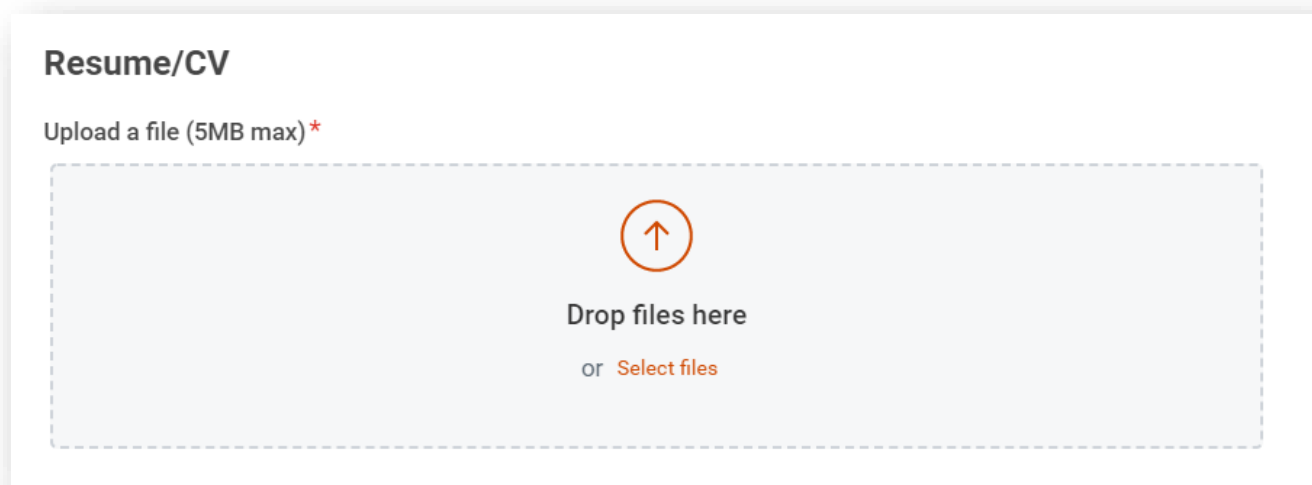 Resume/CV
Upload a file (5MB max)*
Drop files here
or Select files